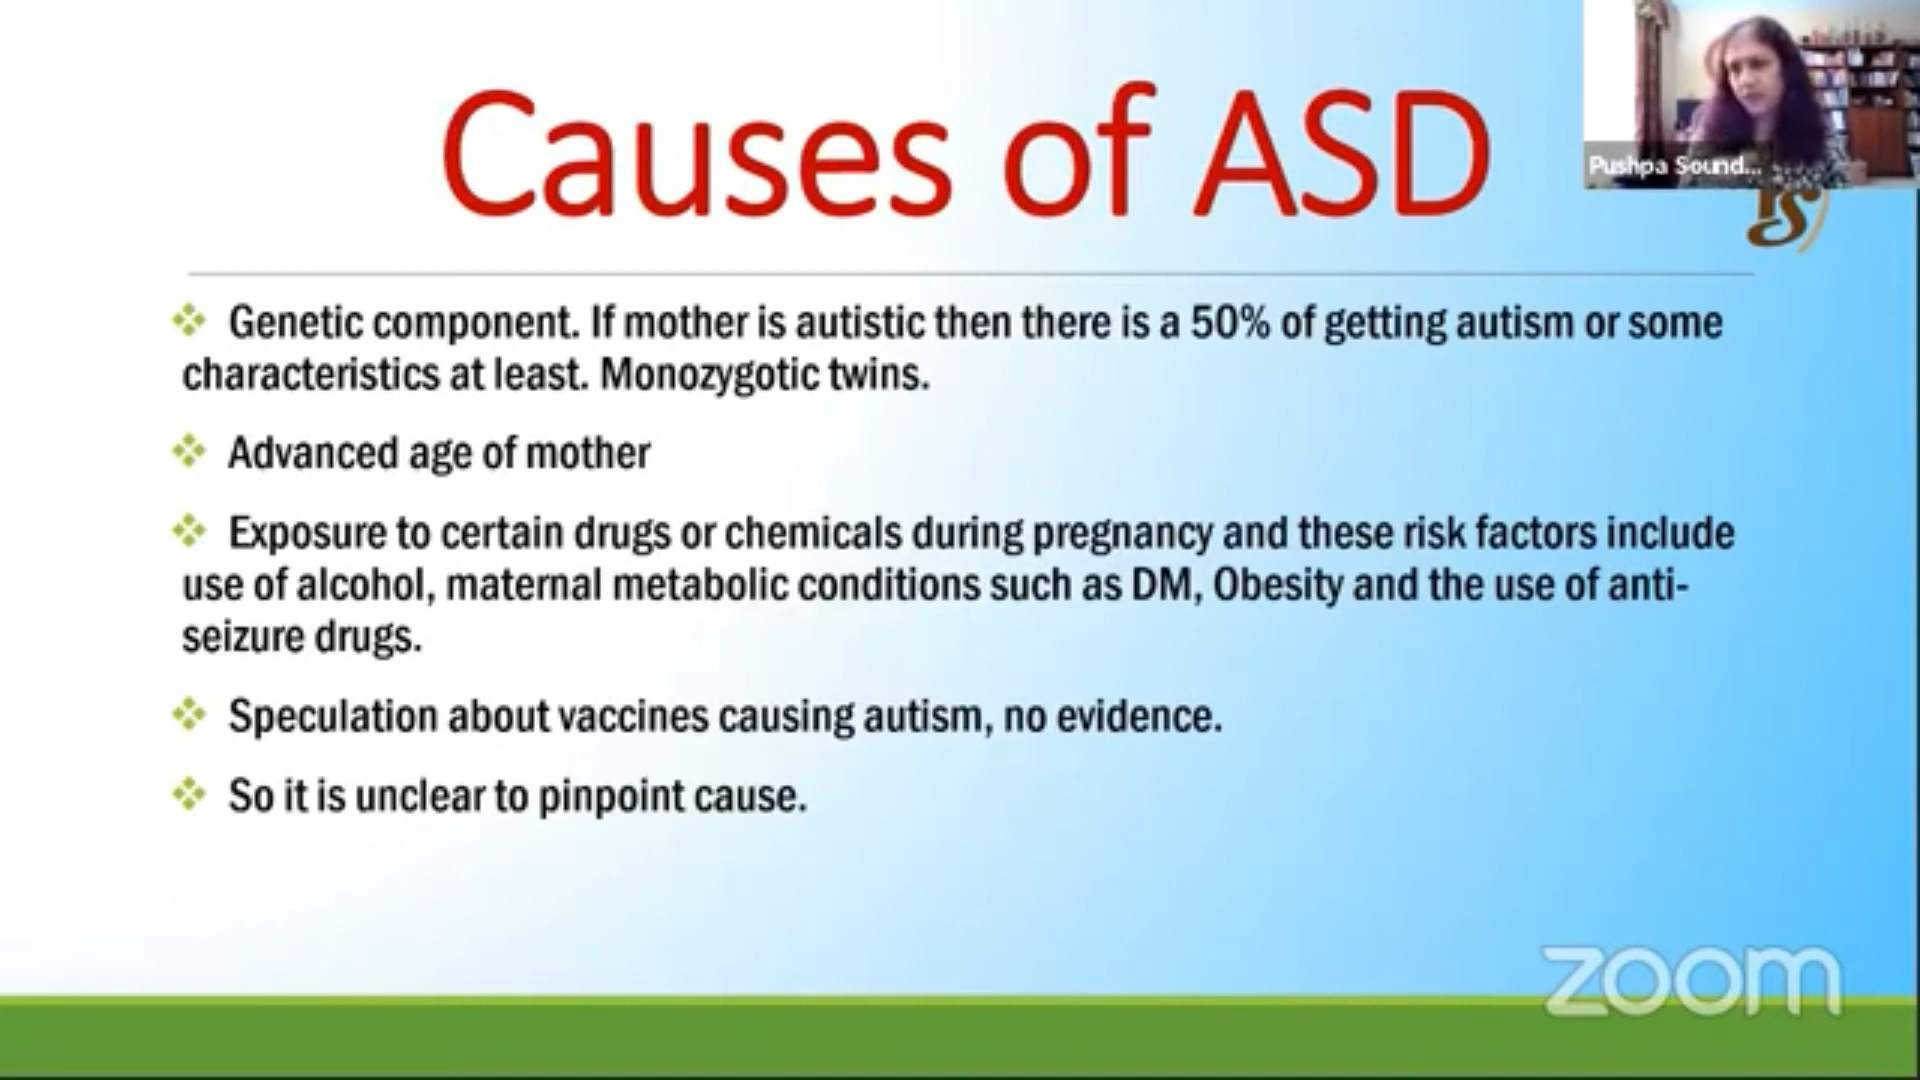 Causes of ASD
Pushpa Sound...
Genetic component. If mother is autistic then there is a 50% of getting autism or some
characteristics at least. Monozygotic twins.
Advanced age of mother
Exposure to certain drugs or chemicals during pregnancy and these risk factors include
use of alcohol, maternal metabolic conditions such as DM, Obesity and the use of anti-
seizure drugs.
Speculation about vaccines causing autism, no evidence.
So it is unclear to pinpoint cause.
zoom